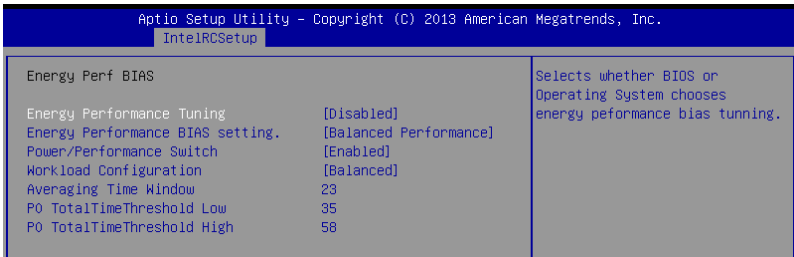 Aptio Setup Utility – Copyright (C) 2013 American Megatrends, Inc.
IntelRCSetup
Energy Perf BIAS
Energy Performance Tuning [Disabled]
Energy Performance BIAS setting. [Balanced Performance]
Power/Performance Switch [Enabled]
Workload Configuration [Balanced]
Averaging Time Window 23
P0 TotalTimeThreshold Low 35
P0 TotalTimeThreshold High 58
Selects whether BIOS or
Operating System chooses
energy peformance bias tunning.